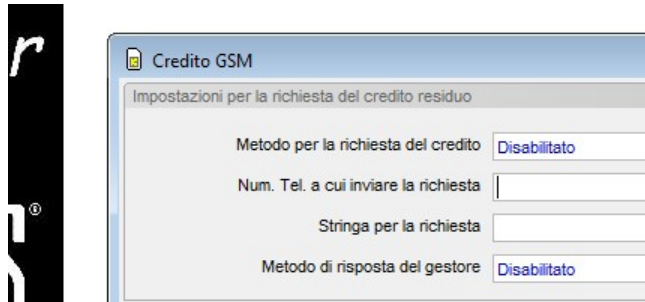 r
Credito GSM
Impostazioni per la richiesta del credito residuo
Metodo per la richiesta del credito Disabilitato
Num. Tel. a cui inviare la richiesta
Stringa per la richiesta
®
Metodo di risposta del gestore Disabilitato
S